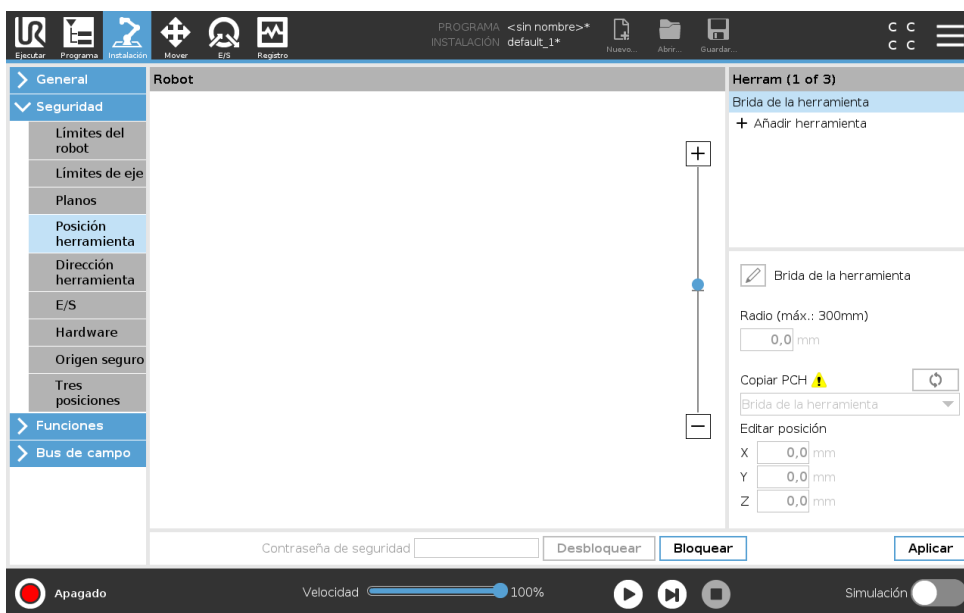 UR
PROGRAMA <sin nombre>*
INSTALACIÓN default_1*
Ejecutar Programa Instalación Mover E/S Registro
Nuevo... Abrir... Guardar...
C C
C C
General
Seguridad
Límites del
robot
Límites de eje
Planos
Posición
herramienta
Dirección
herramienta
E/S
Hardware
Origen seguro
Tres
posiciones
Funciones
Bus de campo
Robot
+
−
Herram (1 of 3)
Brida de la herramienta
+ Añadir herramienta
Brida de la herramienta
Radio (máx.: 300mm)
0,0 mm
Copiar PCH
Brida de la herramienta
Editar posición
X 0,0 mm
Y 0,0 mm
Z 0,0 mm
Contraseña de seguridad Desbloquear Bloquear Aplicar
Apagado Velocidad 100% Simulación